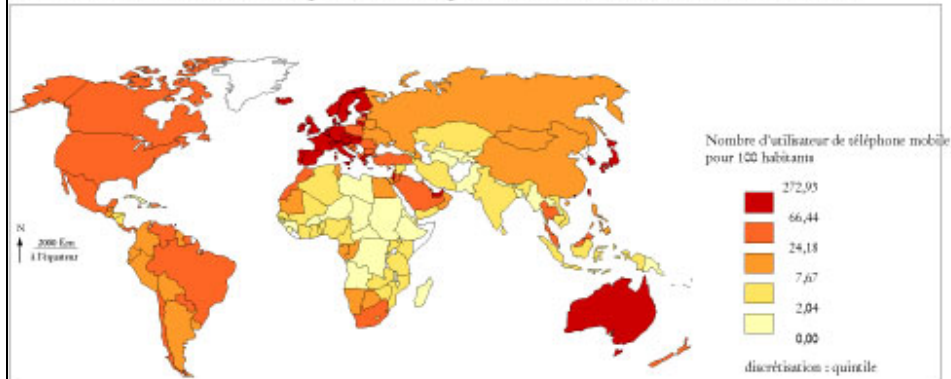 Nombre d'utilisateur de téléphone mobile
pour 100 habitants
272,93
66,44
24,18
7,67
2,04
0,00
discrétisation : quintile
N
2000 Km
à l'équateur